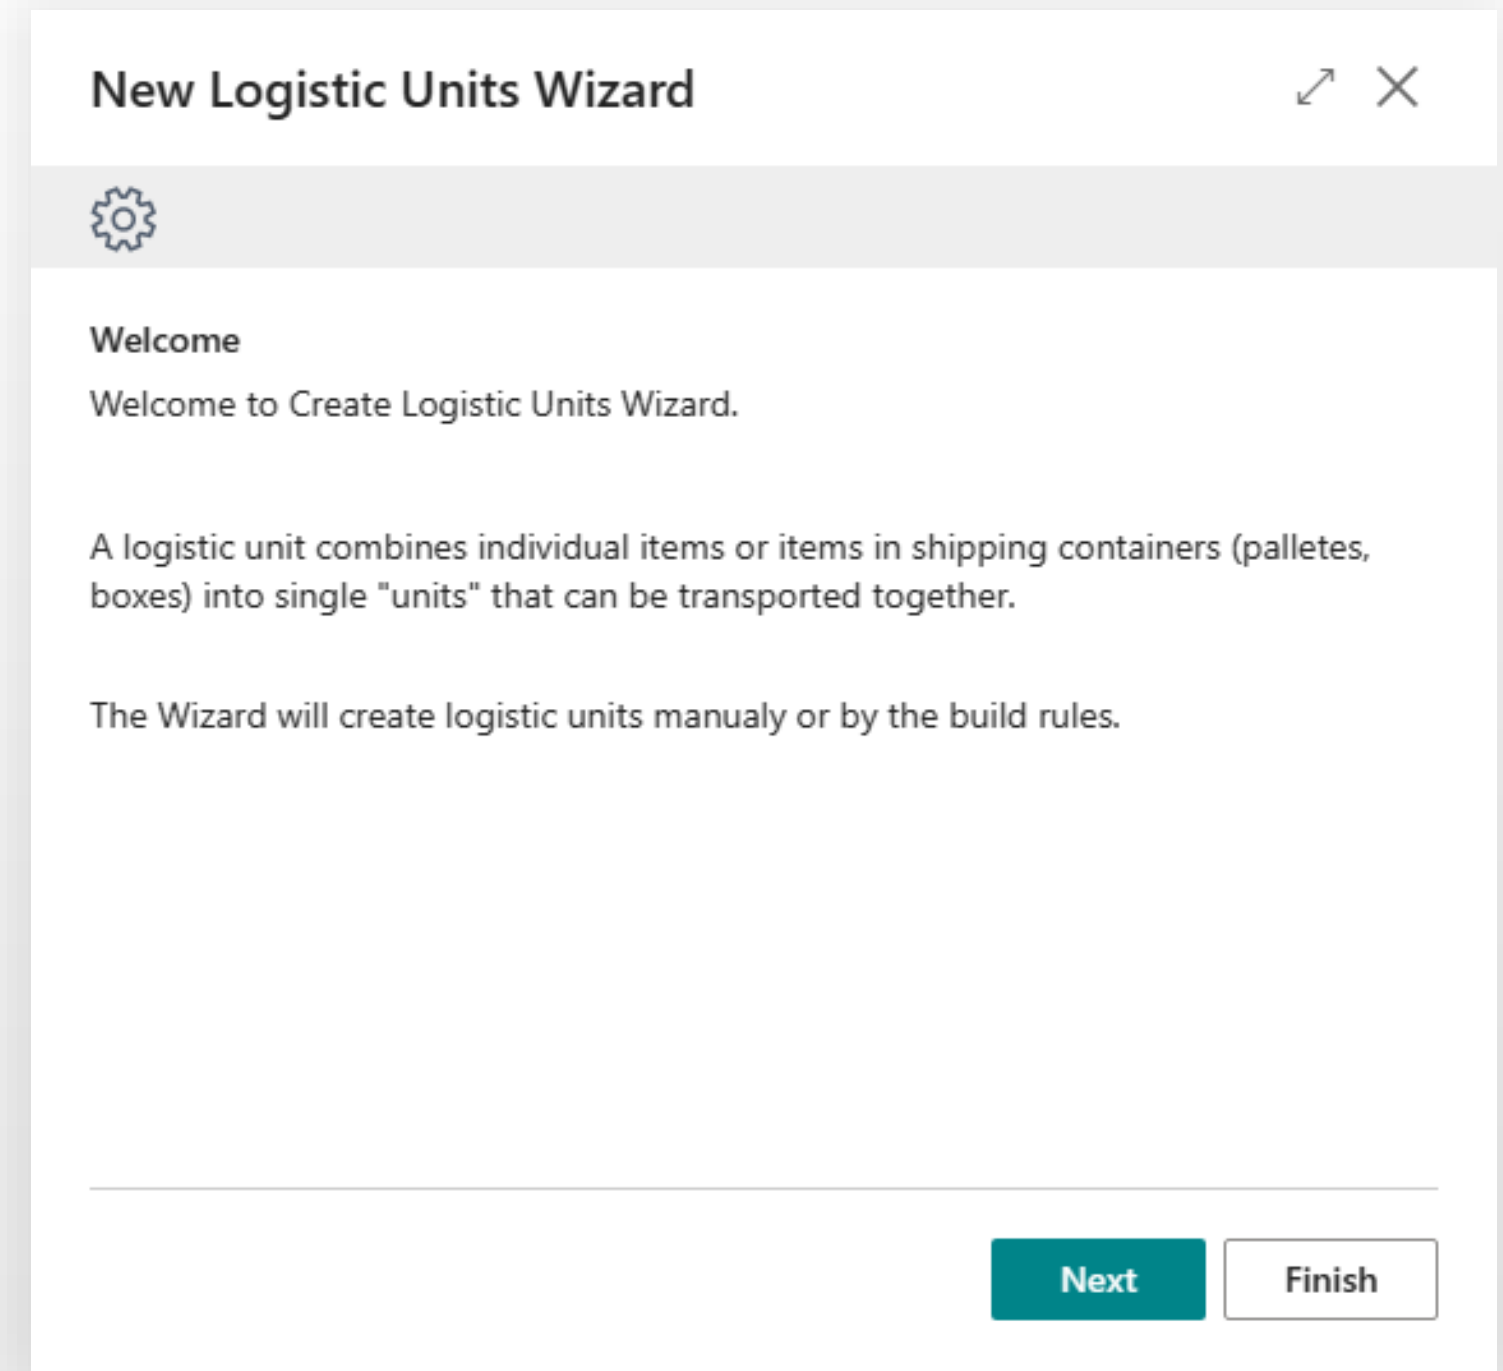 New Logistic Units Wizard
Welcome
Welcome to Create Logistic Units Wizard.
A logistic unit combines individual items or items in shipping containers (palletes,
boxes) into single "units" that can be transported together.
The Wizard will create logistic units manualy or by the build rules.
Next
Finish